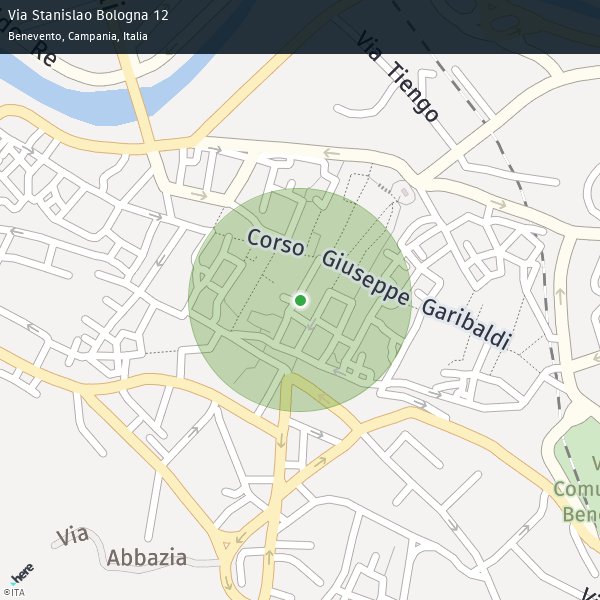 Via Stanislao Bologna 12
Benevento, Campania, Italia
Re
Via Tiengo
Corso Giuseppe Garibaldi
V
Comu
Bene
Via Abbazia
Vi
here
©ITA